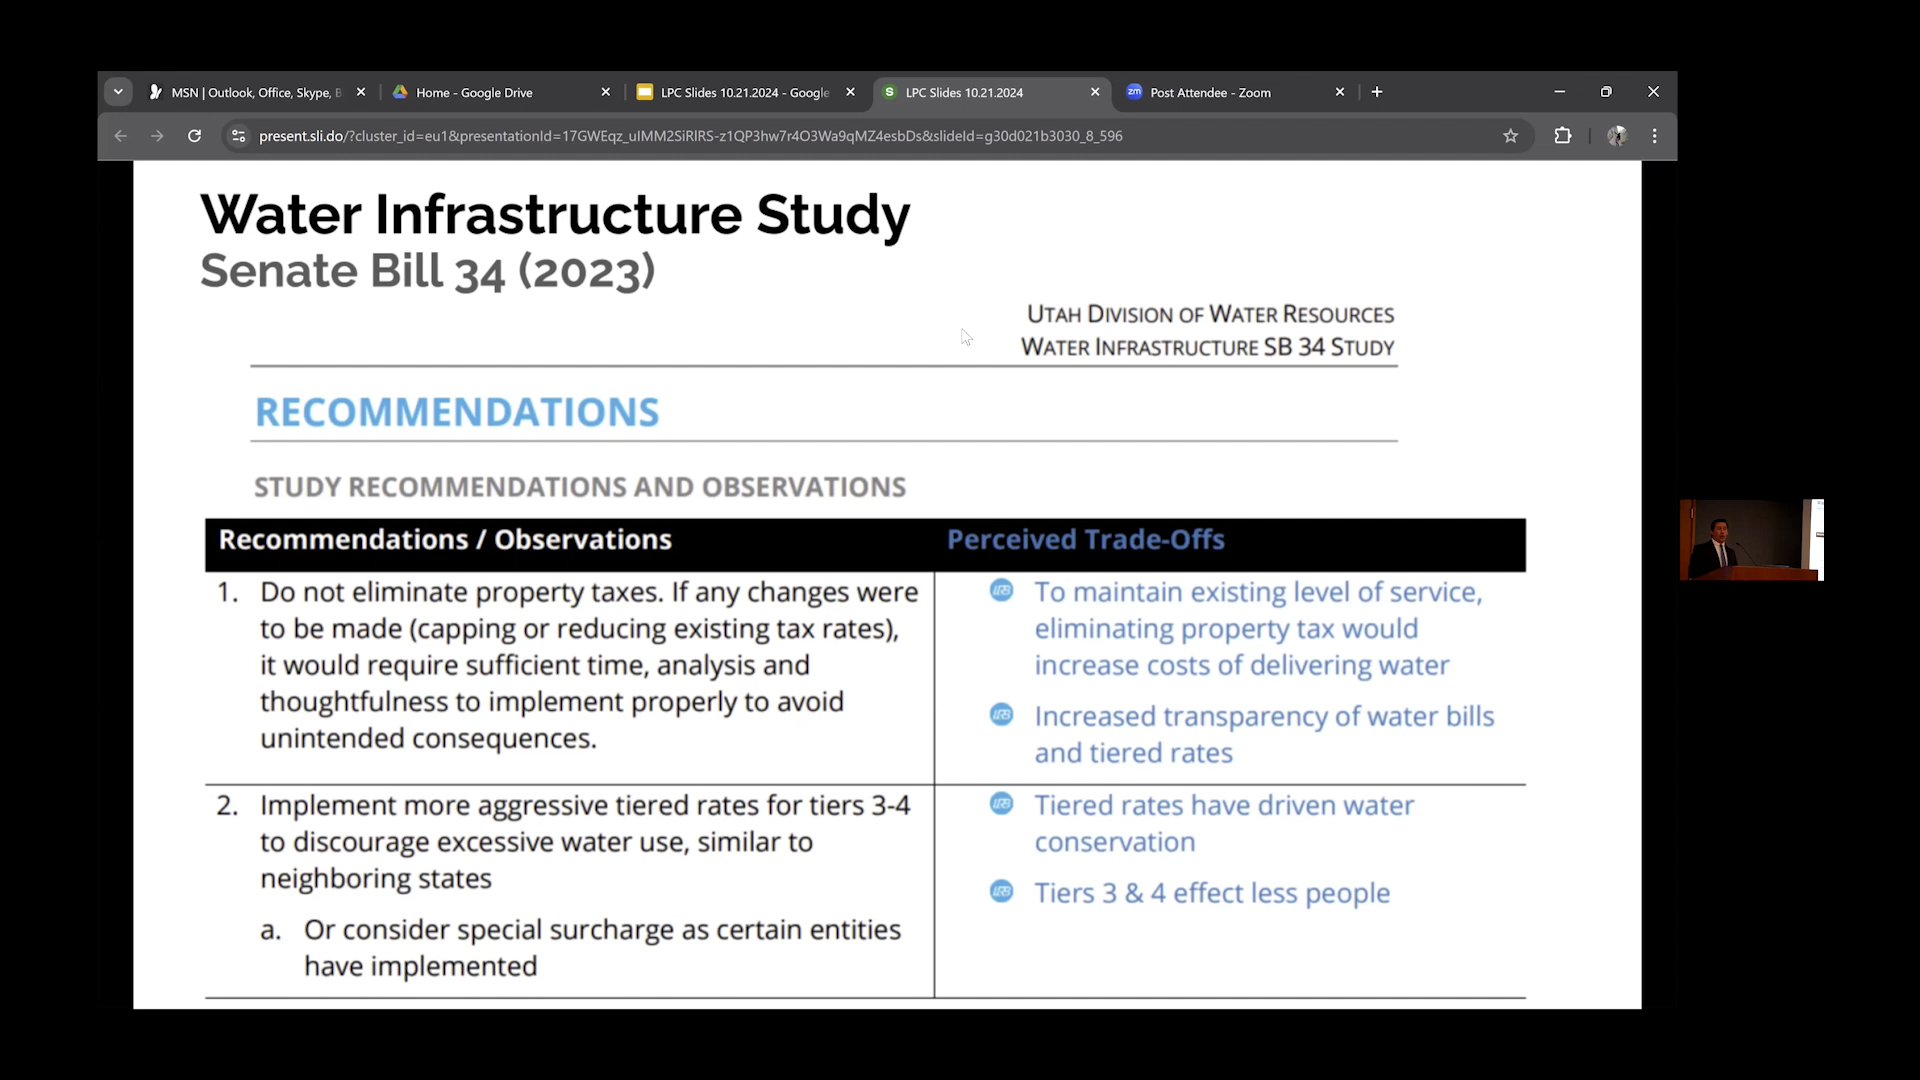 MSN | Outlook, Office, Skype, B
Home - Google Drive
LPC Slides 10.21.2024 - Google
S
LPC Slides 10.21.2024
zm
Post Attendee - Zoom
present.sli.do/?cluster_id=eu1&presentationId=17GWEqz_ulMM2SiRlRS-z1QP3hw7r4O3Wa9qMZ4esbDs&slideId=g30d021b3030_8_596
Water Infrastructure Study
Senate Bill 34 (2023)
UTAH DIVISION OF WATER RESOURCES
WATER INFRASTRUCTURE SB 34 STUDY
RECOMMENDATIONS
STUDY RECOMMENDATIONS AND OBSERVATIONS
Recommendations / Observations
Perceived Trade-Offs
1. Do not eliminate property taxes. If any changes were
to be made (capping or reducing existing tax rates),
it would require sufficient time, analysis and
thoughtfulness to implement properly to avoid
unintended consequences.
To maintain existing level of service,
eliminating property tax would
increase costs of delivering water
Increased transparency of water bills
and tiered rates
2. Implement more aggressive tiered rates for tiers 3-4
to discourage excessive water use, similar to
neighboring states
a. Or consider special surcharge as certain entities
have implemented
Tiered rates have driven water
conservation
Tiers 3 & 4 effect less people